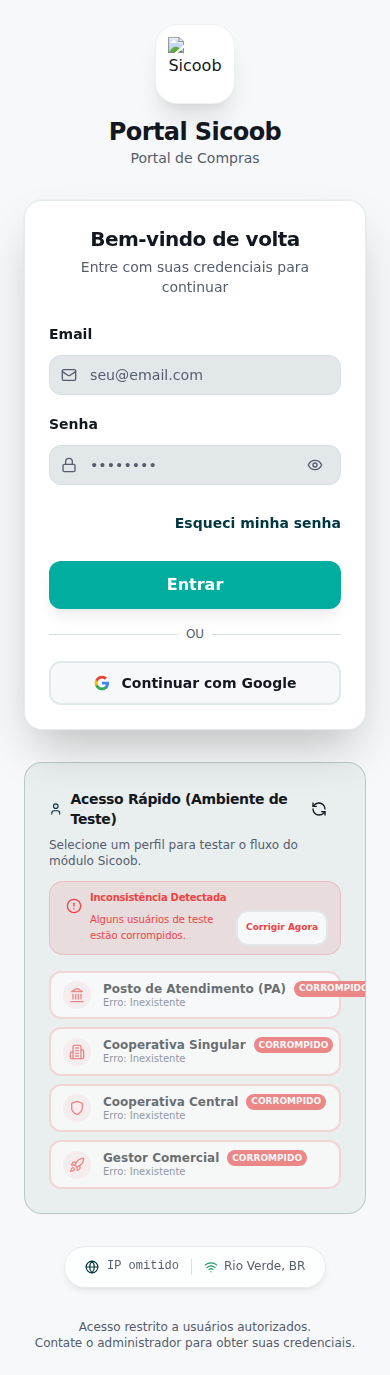 Sicoob
Portal Sicoob
Portal de Compras
Bem-vindo de volta
Entre com suas credenciais para
continuar
Email
seu@email.com
Senha
••••••••
Esqueci minha senha
Entrar
OU
Continuar com Google
Acesso Rápido (Ambiente de
Teste)
Selecione um perfil para testar o fluxo do
módulo Sicoob.
Inconsistência Detectada
Alguns usuários de teste
estão corrompidos.
Corrigir Agora
Posto de Atendimento (PA) CORROMPIDO
Erro: Inexistente
Cooperativa Singular CORROMPIDO
Erro: Inexistente
Cooperativa Central CORROMPIDO
Erro: Inexistente
Gestor Comercial CORROMPIDO
Erro: Inexistente
IP omitido Rio Verde, BR
Acesso restrito a usuários autorizados.
Contate o administrador para obter suas credenciais.